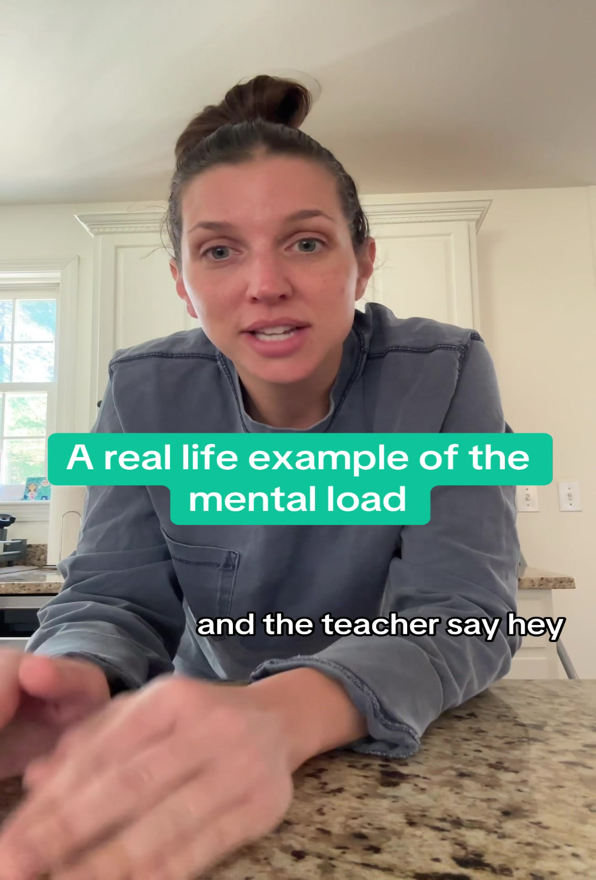 A real life example of the
mental load
and the teacher say hey